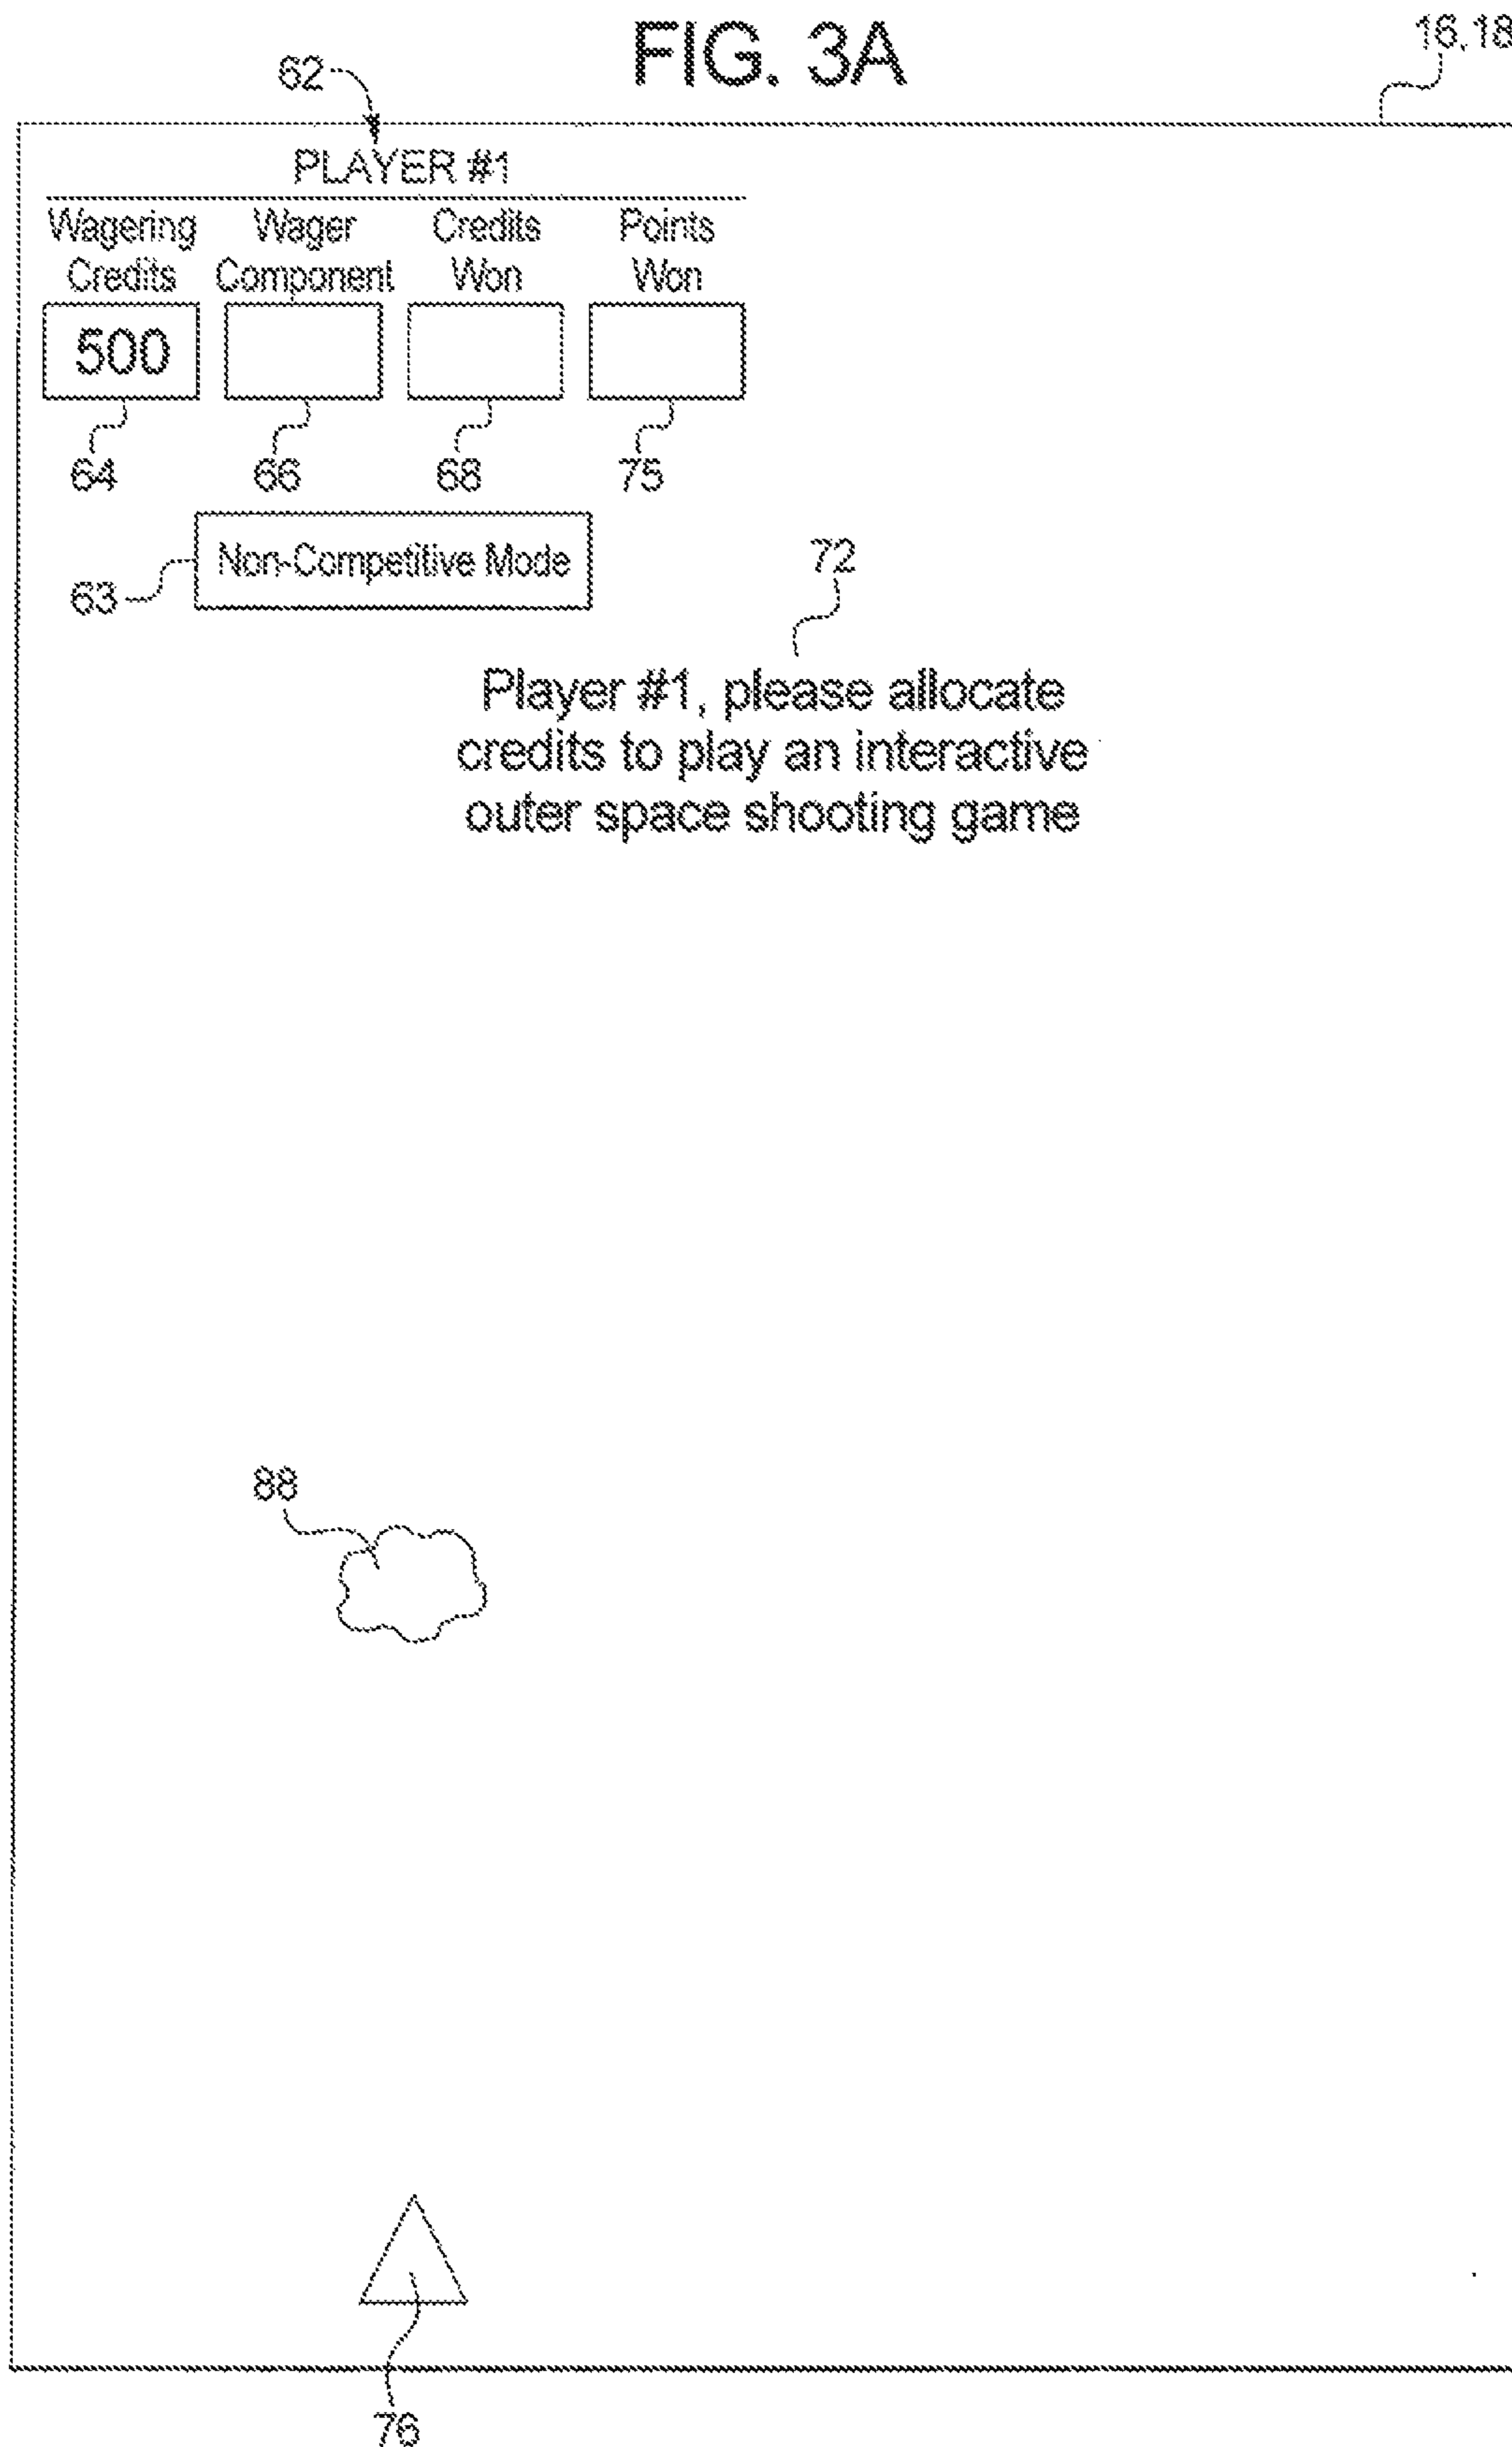 FIG. 3A
16,18
62
PLAYER #1
Wagering Credits
Wager Component
Credits Won
Points Won
500
64
66
68
75
63
Non-Competitive Mode
72
Player #1, please allocate
credits to play an interactive
outer space shooting game
88
76